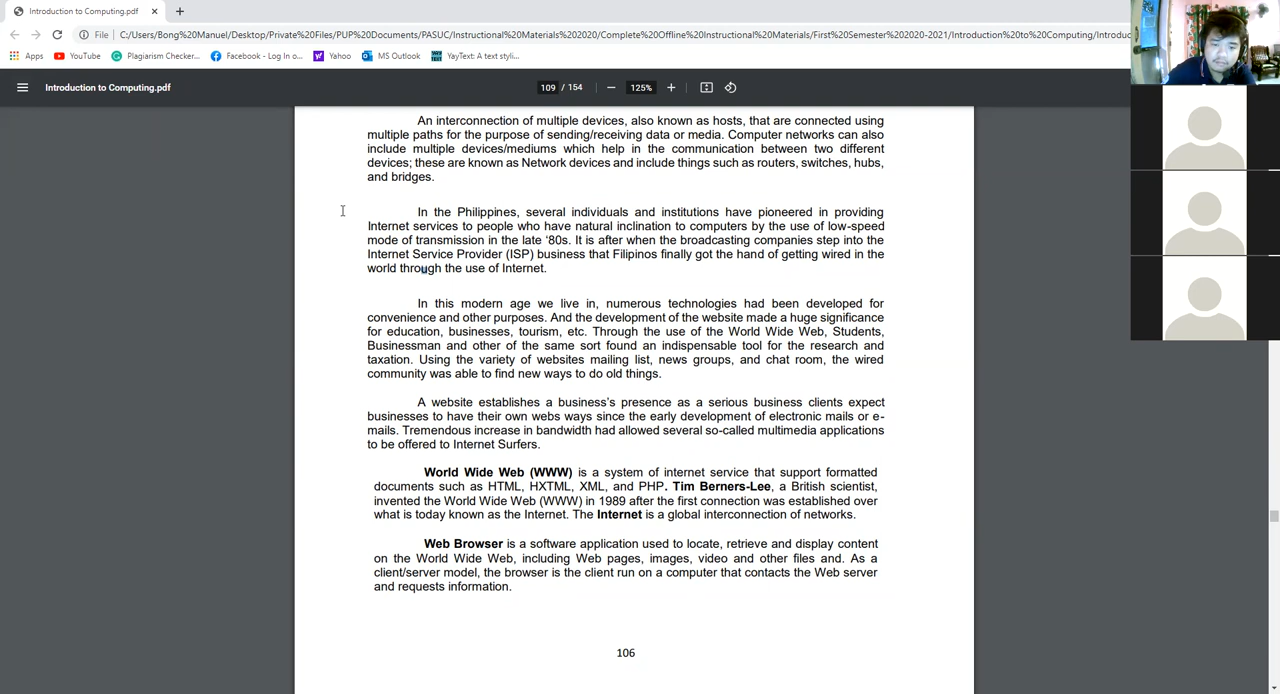 Introduction to Computing.pdf
File
C:/Users/Bong%20Manuel/Desktop/Private%20Files/PUP%20Documents/PASUC/Instructional%20Materials%202020/Complete%20Offline%20Instructional%20Materials/First%20Semester%202020-2021/Introduction%20to%20Computing/Introduc
Apps YouTube Plagiarism Checker... Facebook - Log In o... Yahoo MS Outlook YayText: A text styli...
Introduction to Computing.pdf 109 / 154 125%
An interconnection of multiple devices, also known as hosts, that are connected using
multiple paths for the purpose of sending/receiving data or media. Computer networks can also
include multiple devices/mediums which help in the communication between two different
devices; these are known as Network devices and include things such as routers, switches, hubs,
and bridges.
In the Philippines, several individuals and institutions have pioneered in providing
Internet services to people who have natural inclination to computers by the use of low-speed
mode of transmission in the late ‘80s. It is after when the broadcasting companies step into the
Internet Service Provider (ISP) business that Filipinos finally got the hand of getting wired in the
world through the use of Internet.
In this modern age we live in, numerous technologies had been developed for
convenience and other purposes. And the development of the website made a huge significance
for education, businesses, tourism, etc. Through the use of the World Wide Web, Students,
Businessman and other of the same sort found an indispensable tool for the research and
taxation. Using the variety of websites mailing list, news groups, and chat room, the wired
community was able to find new ways to do old things.
A website establishes a business’s presence as a serious business clients expect
businesses to have their own webs ways since the early development of electronic mails or e-
mails. Tremendous increase in bandwidth had allowed several so-called multimedia applications
to be offered to Internet Surfers.
World Wide Web (WWW) is a system of internet service that support formatted
documents such as HTML, HXTML, XML, and PHP. Tim Berners-Lee, a British scientist,
invented the World Wide Web (WWW) in 1989 after the first connection was established over
what is today known as the Internet. The Internet is a global interconnection of networks.
Web Browser is a software application used to locate, retrieve and display content
on the World Wide Web, including Web pages, images, video and other files and. As a
client/server model, the browser is the client run on a computer that contacts the Web server
and requests information.
106